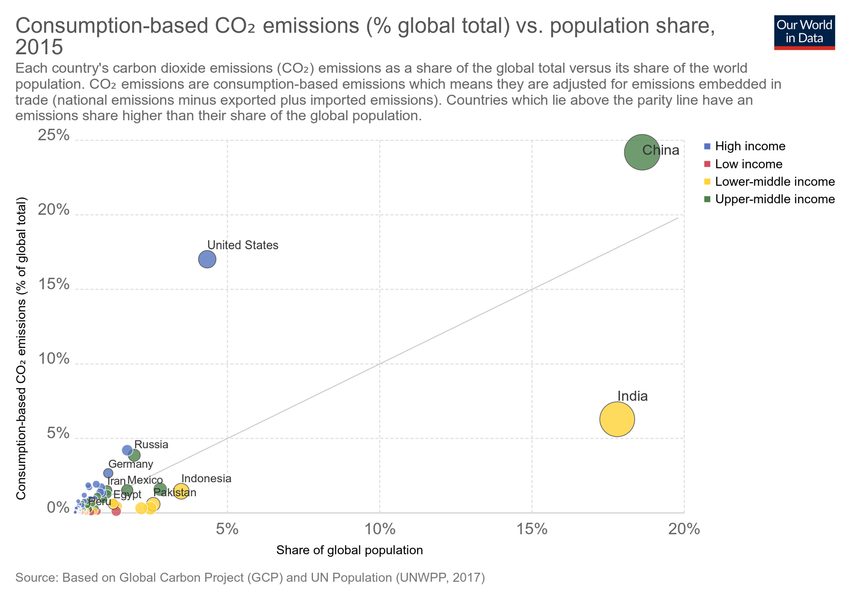 Consumption-based CO₂ emissions (% global total) vs. population share,
2015
Our World
in Data
Each country's carbon dioxide emissions (CO₂) emissions as a share of the global total versus its share of the world
population. CO₂ emissions are consumption-based emissions which means they are adjusted for emissions embedded in
trade (national emissions minus exported plus imported emissions). Countries which lie above the parity line have an
emissions share higher than their share of the global population.
25%
20%
15%
10%
5%
0%
Consumption-based CO₂ emissions (% of global total)
China
United States
India
Russia
Germany
Iran
Mexico
Indonesia
Egypt
Pakistan
Peru
5%
10%
15%
20%
Share of global population
High income
Low income
Lower-middle income
Upper-middle income
Source: Based on Global Carbon Project (GCP) and UN Population (UNWPP, 2017)